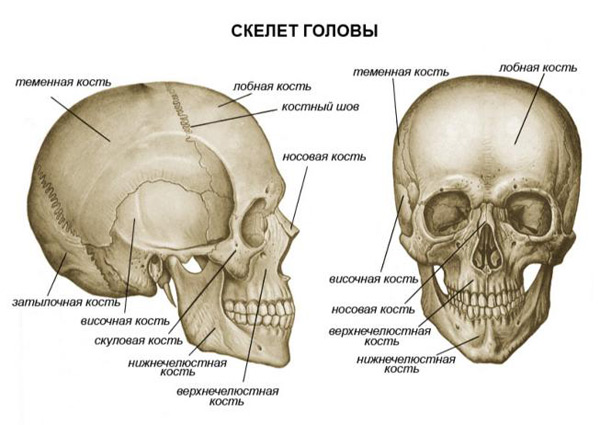 СКЕЛЕТ ГОЛОВЫ
теменная кость
лобная кость
костный шов
носовая кость
затылочная кость
височная кость
скуловая кость
нижнечелюстная
кость
верхнечелюстная
кость
теменная кость
лобная кость
височная кость
носовая кость
верхнечелюстная
кость
нижнечелюстная
кость